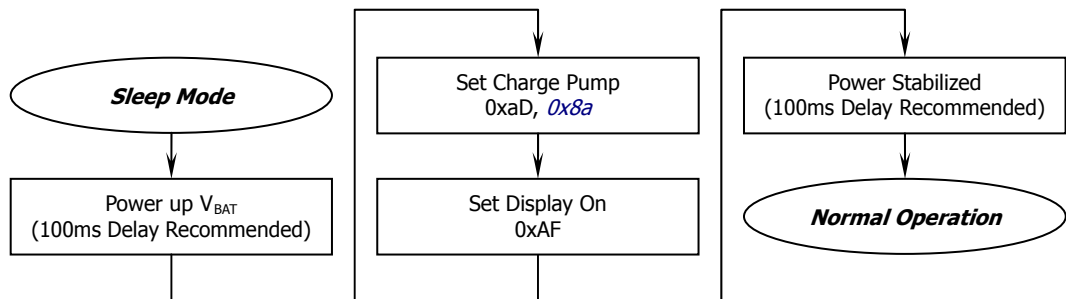 Sleep Mode
Power up VBAT
(100ms Delay Recommended)
Set Charge Pump
0xaD, 0x8a
Set Display On
0xAF
Power Stabilized
(100ms Delay Recommended)
Normal Operation